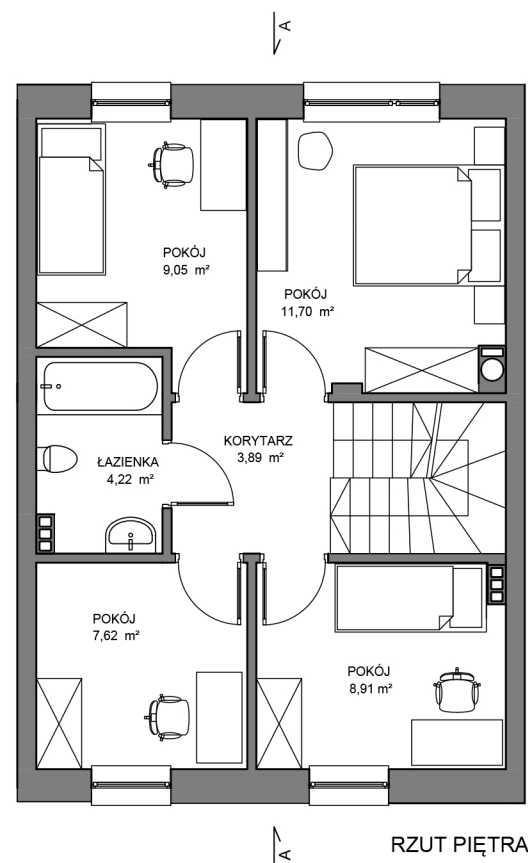 A
POKÓJ
9,05 m²
POKÓJ
11,70 m²
KORYTARZ
3,89 m²
ŁAZIENKA
4,22 m²
POKÓJ
7,62 m²
POKÓJ
8,91 m²
A
RZUT PIĘTRA